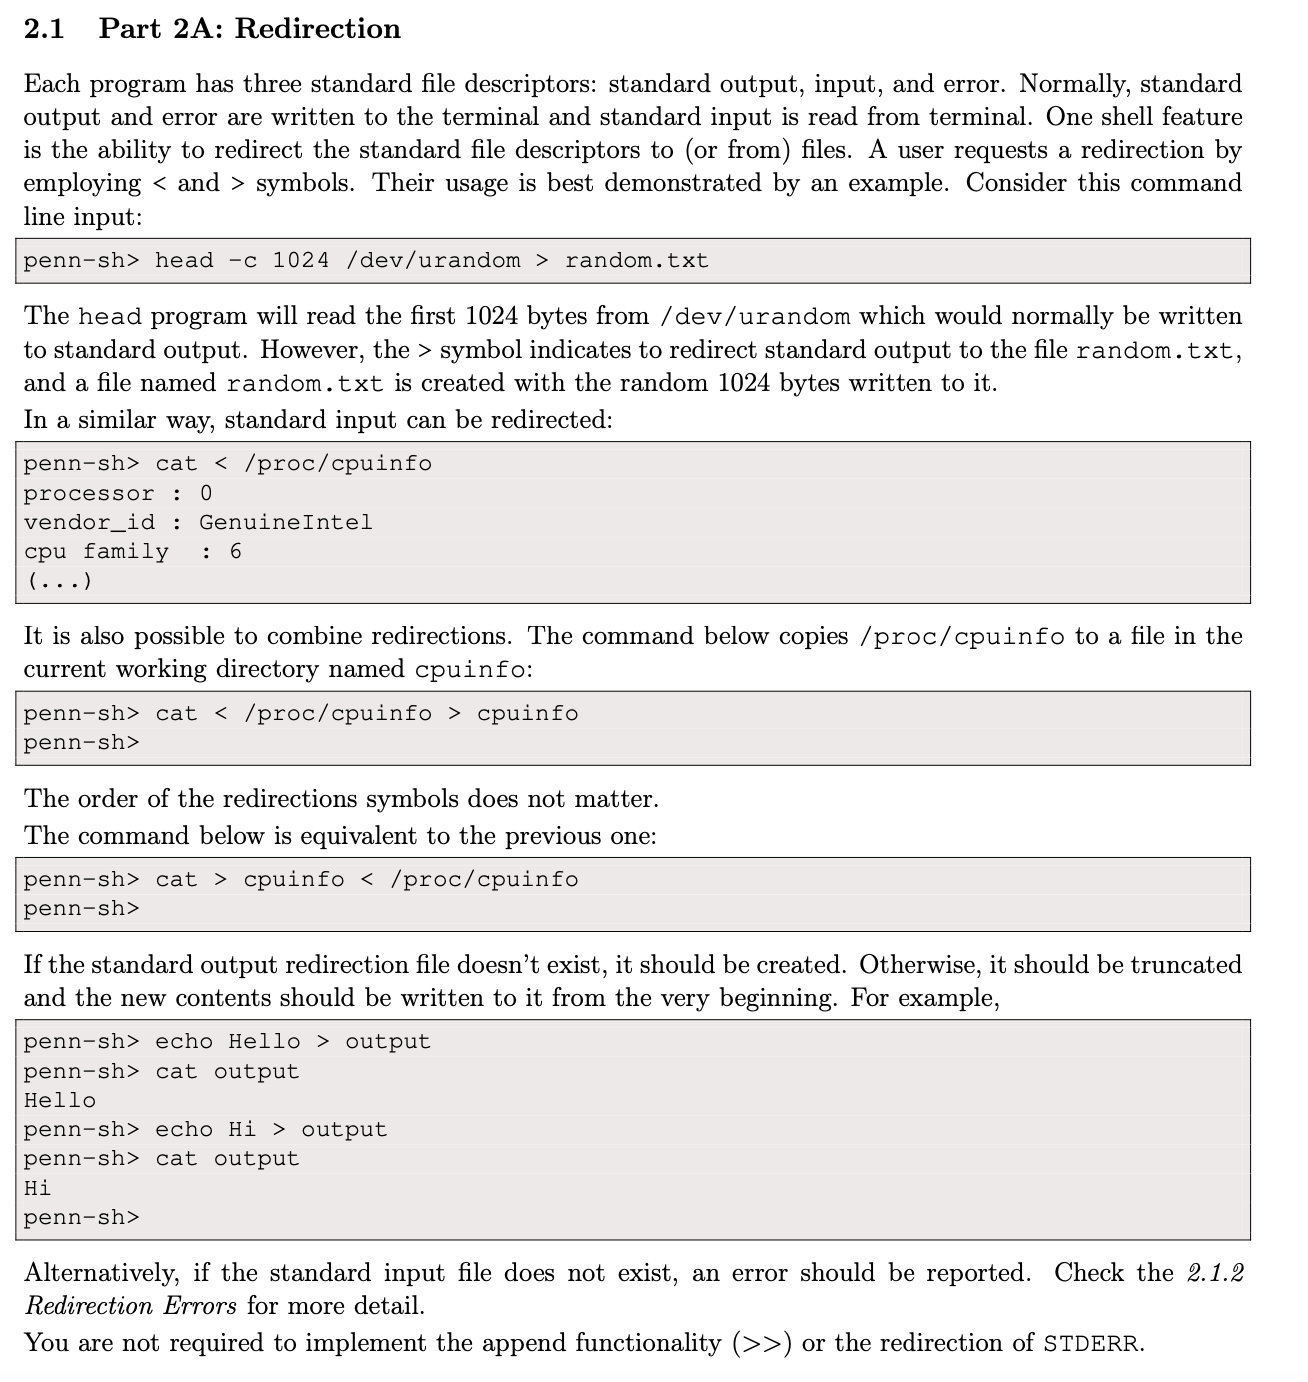 2.1 Part 2A: Redirection
Each program has three standard file descriptors: standard output, input, and error. Normally, standard
output and error are written to the terminal and standard input is read from terminal. One shell feature
is the ability to redirect the standard file descriptors to (or from) files. A user requests a redirection by
employing < and > symbols. Their usage is best demonstrated by an example. Consider this command
line input:
penn-sh> head -c 1024 /dev/urandom > random.txt
The head program will read the first 1024 bytes from /dev/urandom which would normally be written
to standard output. However, the > symbol indicates to redirect standard output to the file random.txt,
and a file named random.txt is created with the random 1024 bytes written to it.
In a similar way, standard input can be redirected:
penn-sh> cat < /proc/cpuinfo
processor : 0
vendor_id : GenuineIntel
cpu family  : 6
(...)
It is also possible to combine redirections. The command below copies /proc/cpuinfo to a file in the
current working directory named cpuinfo:
penn-sh> cat < /proc/cpuinfo > cpuinfo
penn-sh>
The order of the redirections symbols does not matter.
The command below is equivalent to the previous one:
penn-sh> cat > cpuinfo < /proc/cpuinfo
penn-sh>
If the standard output redirection file doesn't exist, it should be created. Otherwise, it should be truncated
and the new contents should be written to it from the very beginning. For example,
penn-sh> echo Hello > output
penn-sh> cat output
Hello
penn-sh> echo Hi > output
penn-sh> cat output
Hi
penn-sh>
Alternatively, if the standard input file does not exist, an error should be reported. Check the 2.1.2
Redirection Errors for more detail.
You are not required to implement the append functionality (>>) or the redirection of STDERR.